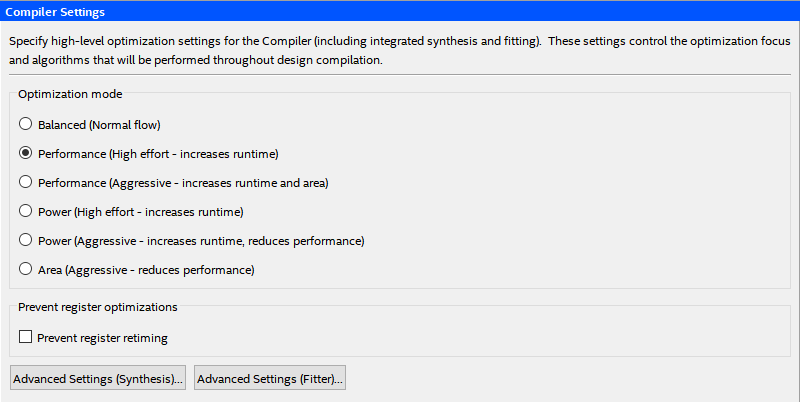 Compiler Settings
Specify high-level optimization settings for the Compiler (including integrated synthesis and fitting).  These settings control the optimization focus
and algorithms that will be performed throughout design compilation.
Optimization mode
Balanced (Normal flow)
Performance (High effort - increases runtime)
Performance (Aggressive - increases runtime and area)
Power (High effort - increases runtime)
Power (Aggressive - increases runtime, reduces performance)
Area (Aggressive - reduces performance)
Prevent register optimizations
Prevent register retiming
Advanced Settings (Synthesis)... Advanced Settings (Fitter)...